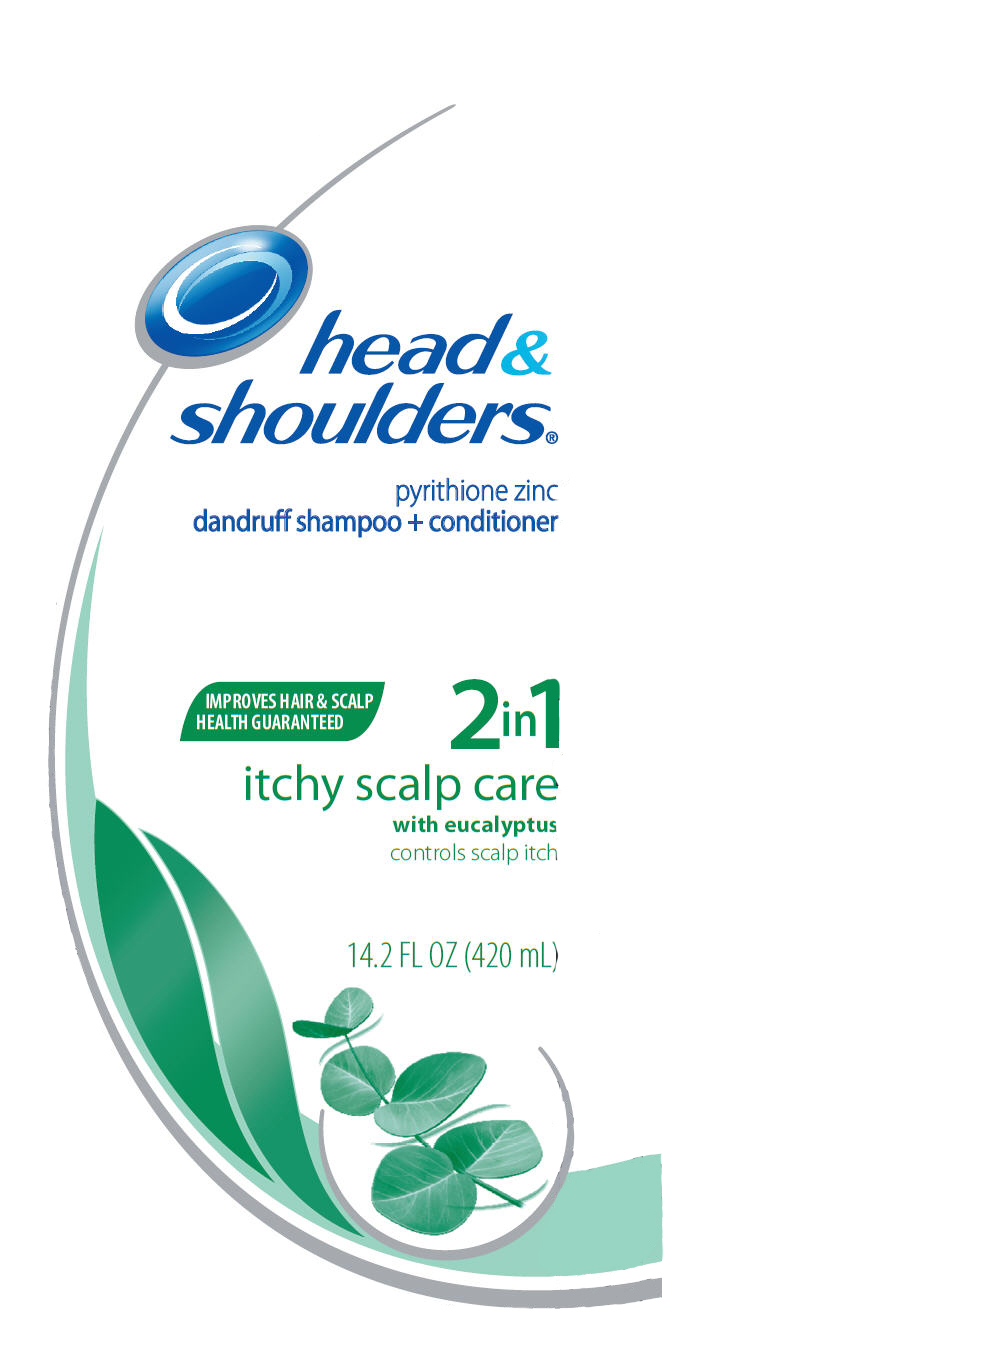 head &
shoulders®
pyrithione zinc
dandruff shampoo + conditioner
IMPROVES HAIR & SCALP
HEALTH GUARANTEED
2in1
itchy scalp care
with eucalyptus
controls scalp itch
14.2 FL OZ (420 mL)